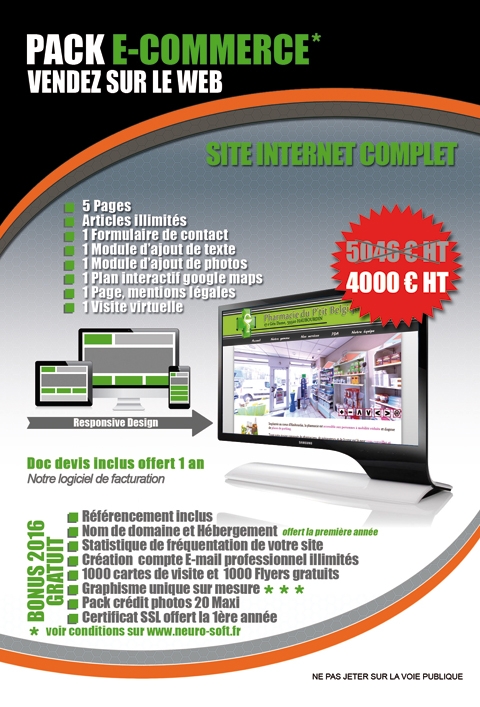 PACK E-COMMERCE*
VENDEZ SUR LE WEB
SITE INTERNET COMPLET
5 Pages
Articles illimités
1 Formulaire de contact
1 Module d'ajout de texte
1 Module d'ajout de photos
1 Plan interactif google maps
1 Page, mentions légales
1 Visite virtuelle
5046 € HT
4000 € HT
Pharmacie du P'tit Belge
Responsive Design
SAMSUNG
Doc devis inclus offert 1 an
Notre logiciel de facturation
BONUS 2016
GRATUIT
Référencement inclus
Nom de domaine et Hébergement offert la première année
Statistique de fréquentation de votre site
Création compte E-mail professionnel illimités
1000 cartes de visite et 1000 Flyers gratuits
Graphisme unique sur mesure ★ ★ ★
Pack crédit photos 20 Maxi
Certificat SSL offert la 1ère année
* voir conditions sur www.neuro-soft.fr
NE PAS JETER SUR LA VOIE PUBLIQUE